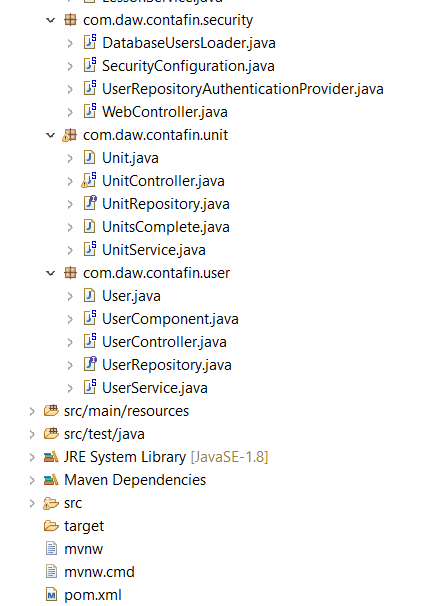 LessonService.java
com.daw.contafin.security
DatabaseUsersLoader.java
SecurityConfiguration.java
UserRepositoryAuthenticationProvider.java
WebController.java
com.daw.contafin.unit
Unit.java
UnitController.java
UnitRepository.java
UnitsComplete.java
UnitService.java
com.daw.contafin.user
User.java
UserComponent.java
UserController.java
UserRepository.java
UserService.java
src/main/resources
src/test/java
JRE System Library [JavaSE-1.8]
Maven Dependencies
src
target
mvnw
mvnw.cmd
pom.xml